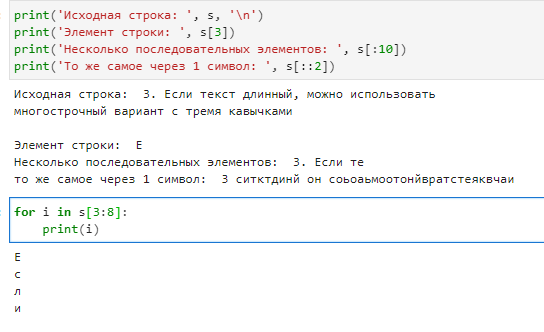 print('Исходная строка: ', s, '\n')
print('Элемент строки: ', s[3])
print('Несколько последовательных элементов: ', s[:10])
print('То же самое через 1 символ: ', s[::2])
Исходная строка:  3. Если текст длинный, можно использовать
многострочный вариант с тремя кавычками
Элемент строки:  Е
Несколько последовательных элементов:  3. Если те
то же самое через 1 символ:  3 ситктдинй он соьоаьмоотонйвратстеяквчаи
for i in s[3:8]:
    print(i)
Е
с
л
и